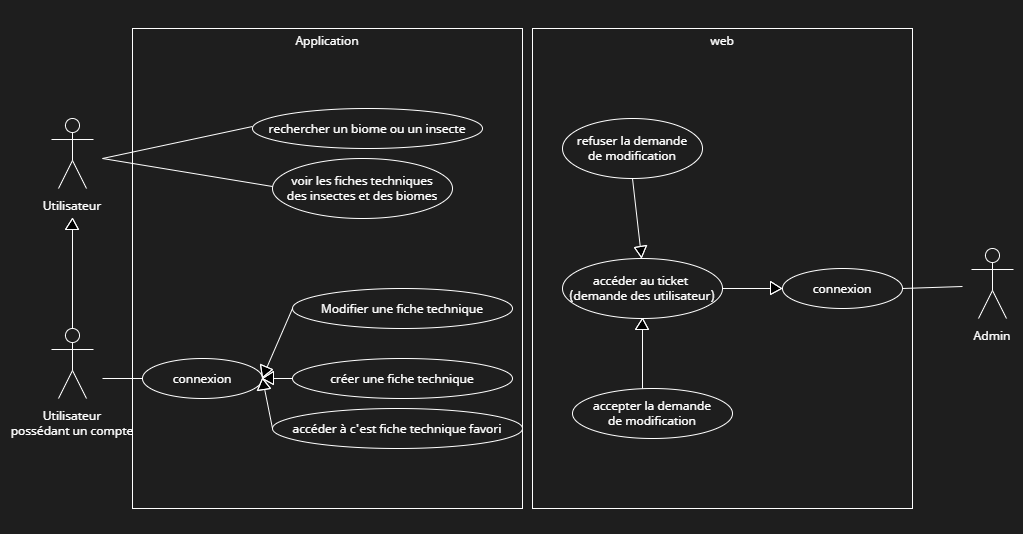 Application
web
rechercher un biome ou un insecte
refuser la demande
de modification
voir les fiches techniques
des insectes et des biomes
Utilisateur
accéder au ticket
(demande des utilisateur)
connexion
Modifier une fiche technique
Admin
connexion
créer une fiche technique
Utilisateur
possédant un compte
accéder à c'est fiche technique favori
accepter la demande
de modification